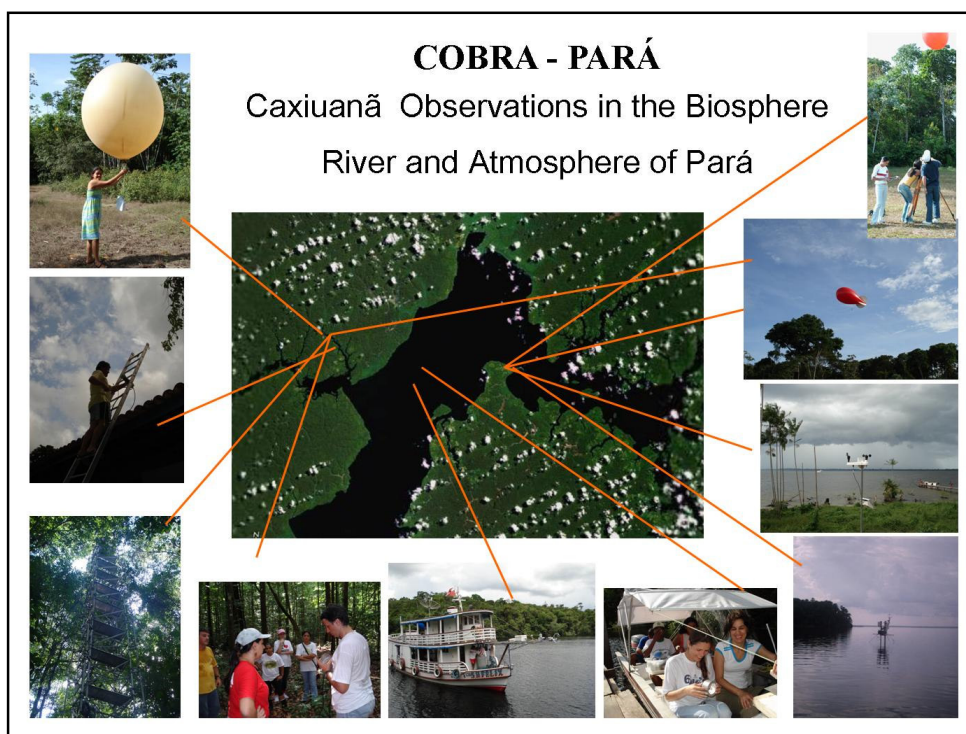 COBRA - PARÁ
Caxiuanã Observations in the Biosphere
River and Atmosphere of Pará